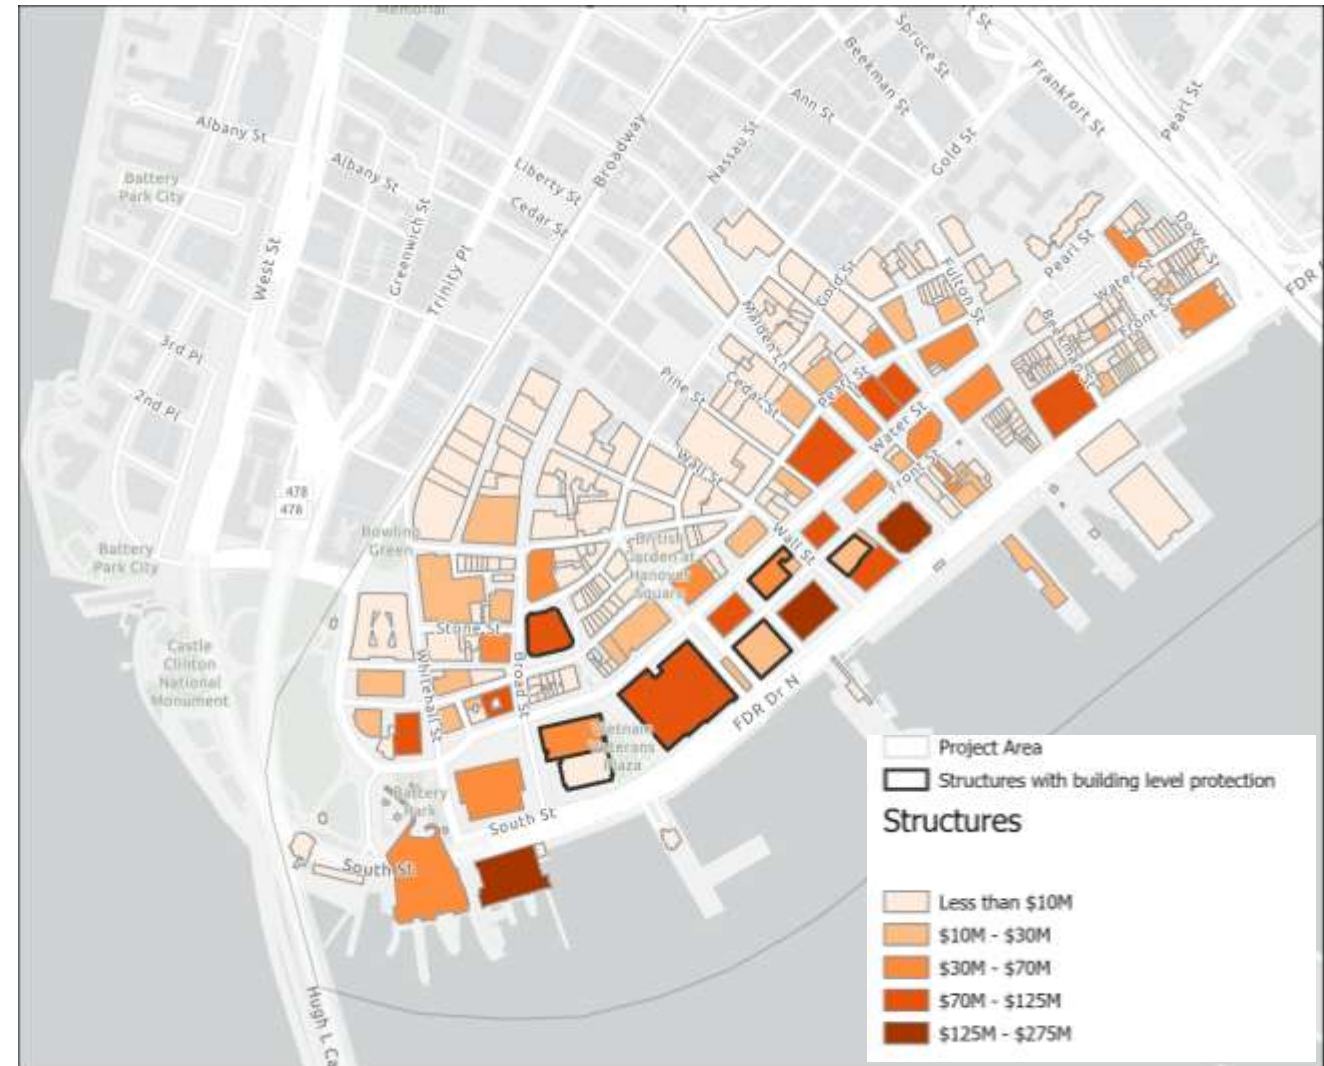 Memorial
Spruce St
Beekman St
Frankfort St
Pearl St
Ann St
Albany St
Broadway
Nassau St
Gold St
Albany St
Liberty St
Battery
Park City
Cedar St
Greenwich St
Dover St
West St
Trinity Pl
Pearl St
Gold St
Fulton St
Water St
FDR
Maiden Ln
Beekman St
Front St
3rd Pl
Pine St
Cedar St
Pearl St
2nd Pl
Water St
Wall St
Front St
478
478
Bowling
Green
Wall St
British
Garden at
Hanover
Square
Battery
Park City
Stone St
Castle
Clinton
National
Monument
Whitehall St
Broad St
FDR Dr N
Vietnam
Veterans
Plaza
Battery
Park
South St
South St
Hugh L Ca
Project Area
Structures with building level protection
Structures
Less than $10M
$10M - $30M
$30M - $70M
$70M - $125M
$125M - $275M